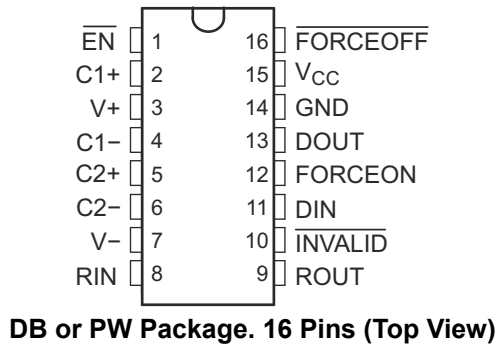 EN 1 16 FORCEOFF
C1+ 2 15 VCC
V+ 3 14 GND
C1− 4 13 DOUT
C2+ 5 12 FORCEON
C2− 6 11 DIN
V− 7 10 INVALID
RIN 8 9 ROUT
DB or PW Package. 16 Pins (Top View)